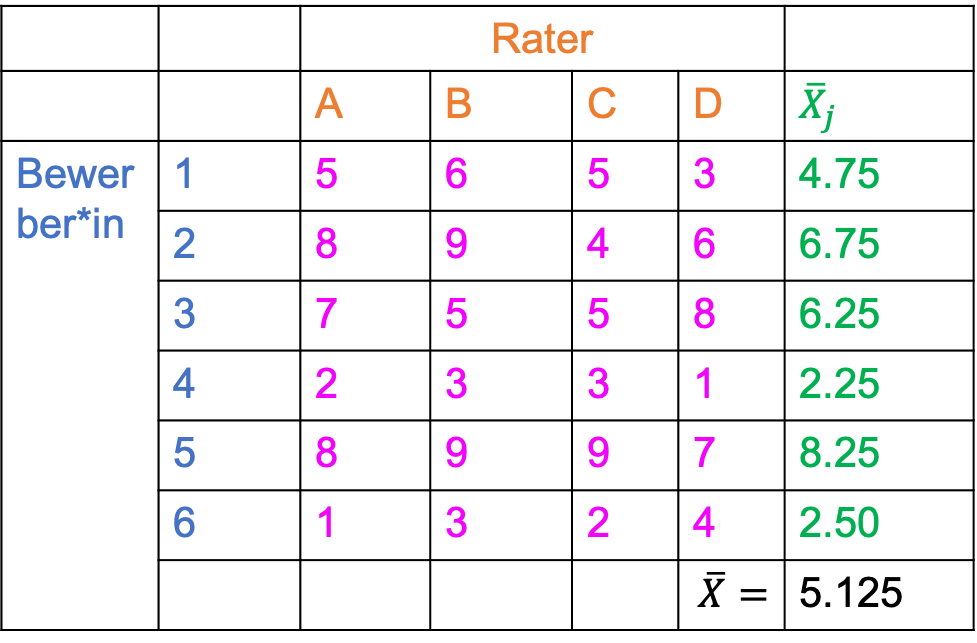 Rater
A B C D X̄ⱼ
Bewer 1 5 6 5 3 4.75
ber*in
2 8 9 4 6 6.75
3 7 5 5 8 6.25
4 2 3 3 1 2.25
5 8 9 9 7 8.25
6 1 3 2 4 2.50
X̄ = 5.125